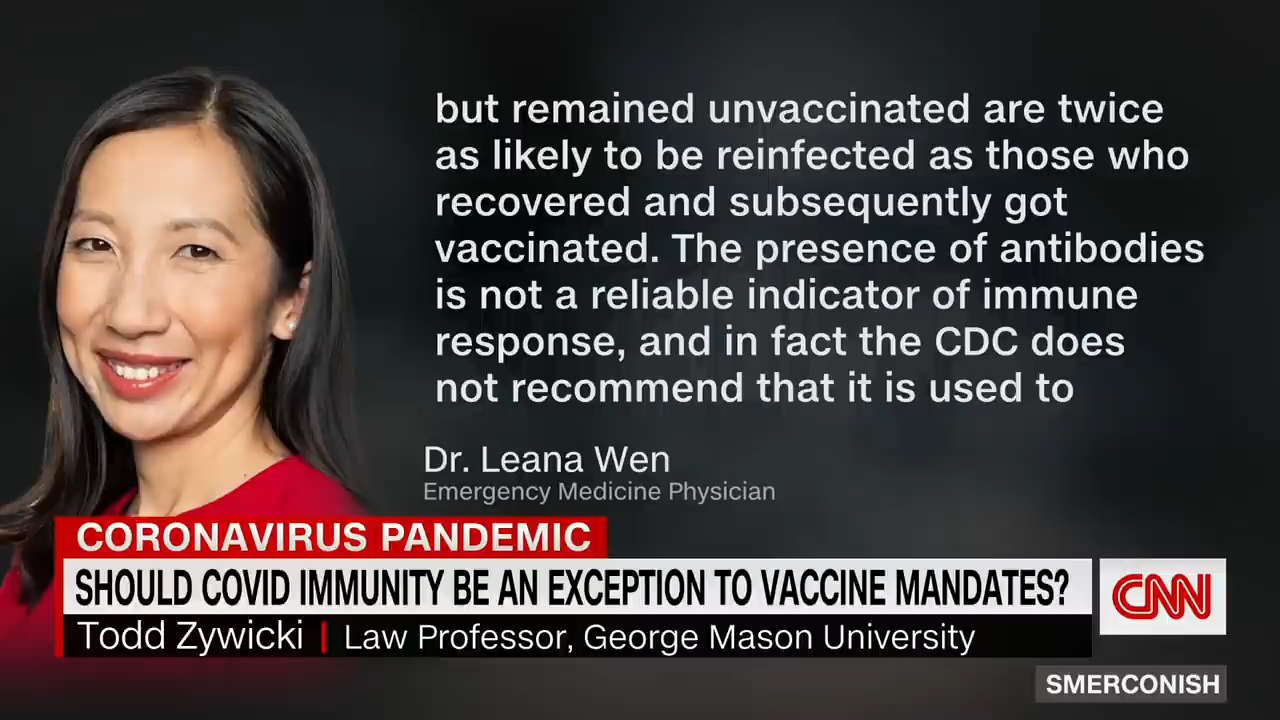 but remained unvaccinated are twice
as likely to be reinfected as those who
recovered and subsequently got
vaccinated. The presence of antibodies
is not a reliable indicator of immune
response, and in fact the CDC does
not recommend that it is used to
Dr. Leana Wen
Emergency Medicine Physician
CORONAVIRUS PANDEMIC
SHOULD COVID IMMUNITY BE AN EXCEPTION TO VACCINE MANDATES?
CNN
Todd Zywicki | Law Professor, George Mason University
SMERCONISH